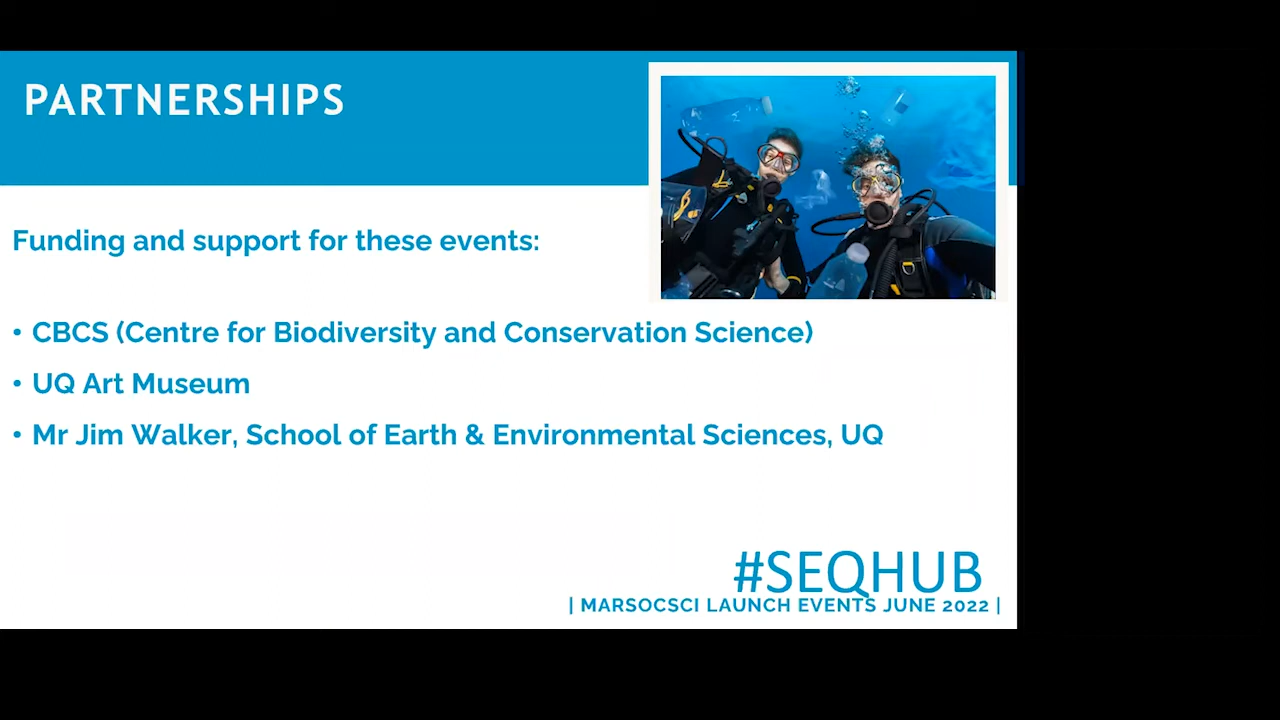 PARTNERSHIPS
Funding and support for these events:
• CBCS (Centre for Biodiversity and Conservation Science)
• UQ Art Museum
• Mr Jim Walker, School of Earth & Environmental Sciences, UQ
#SEQHUB
| MARSOCSCI LAUNCH EVENTS JUNE 2022 |